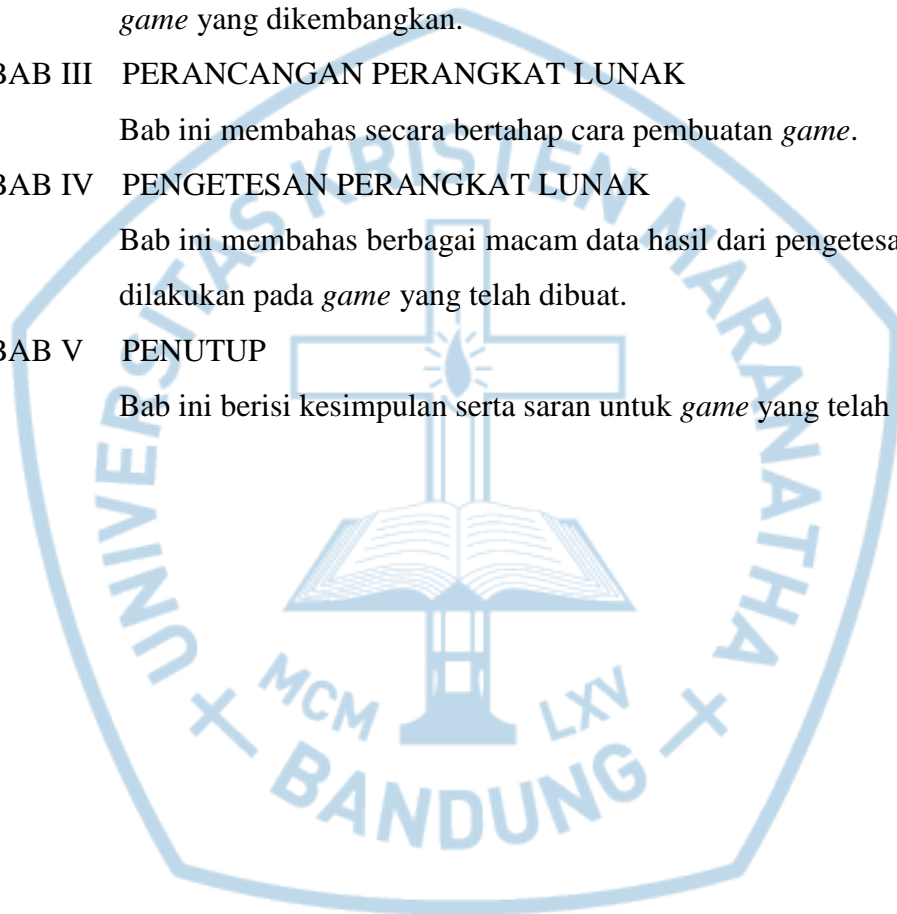 game yang dikembangkan.
BAB III PERANCANGAN PERANGKAT LUNAK
Bab ini membahas secara bertahap cara pembuatan game.
BAB IV PENGETESAN PERANGKAT LUNAK
Bab ini membahas berbagai macam data hasil dari pengetesa
dilakukan pada game yang telah dibuat.
BAB V PENUTUP
Bab ini berisi kesimpulan serta saran untuk game yang telah
UNIVERSITAS KRISTEN MARANATHA
MCM LXV
BANDUNG